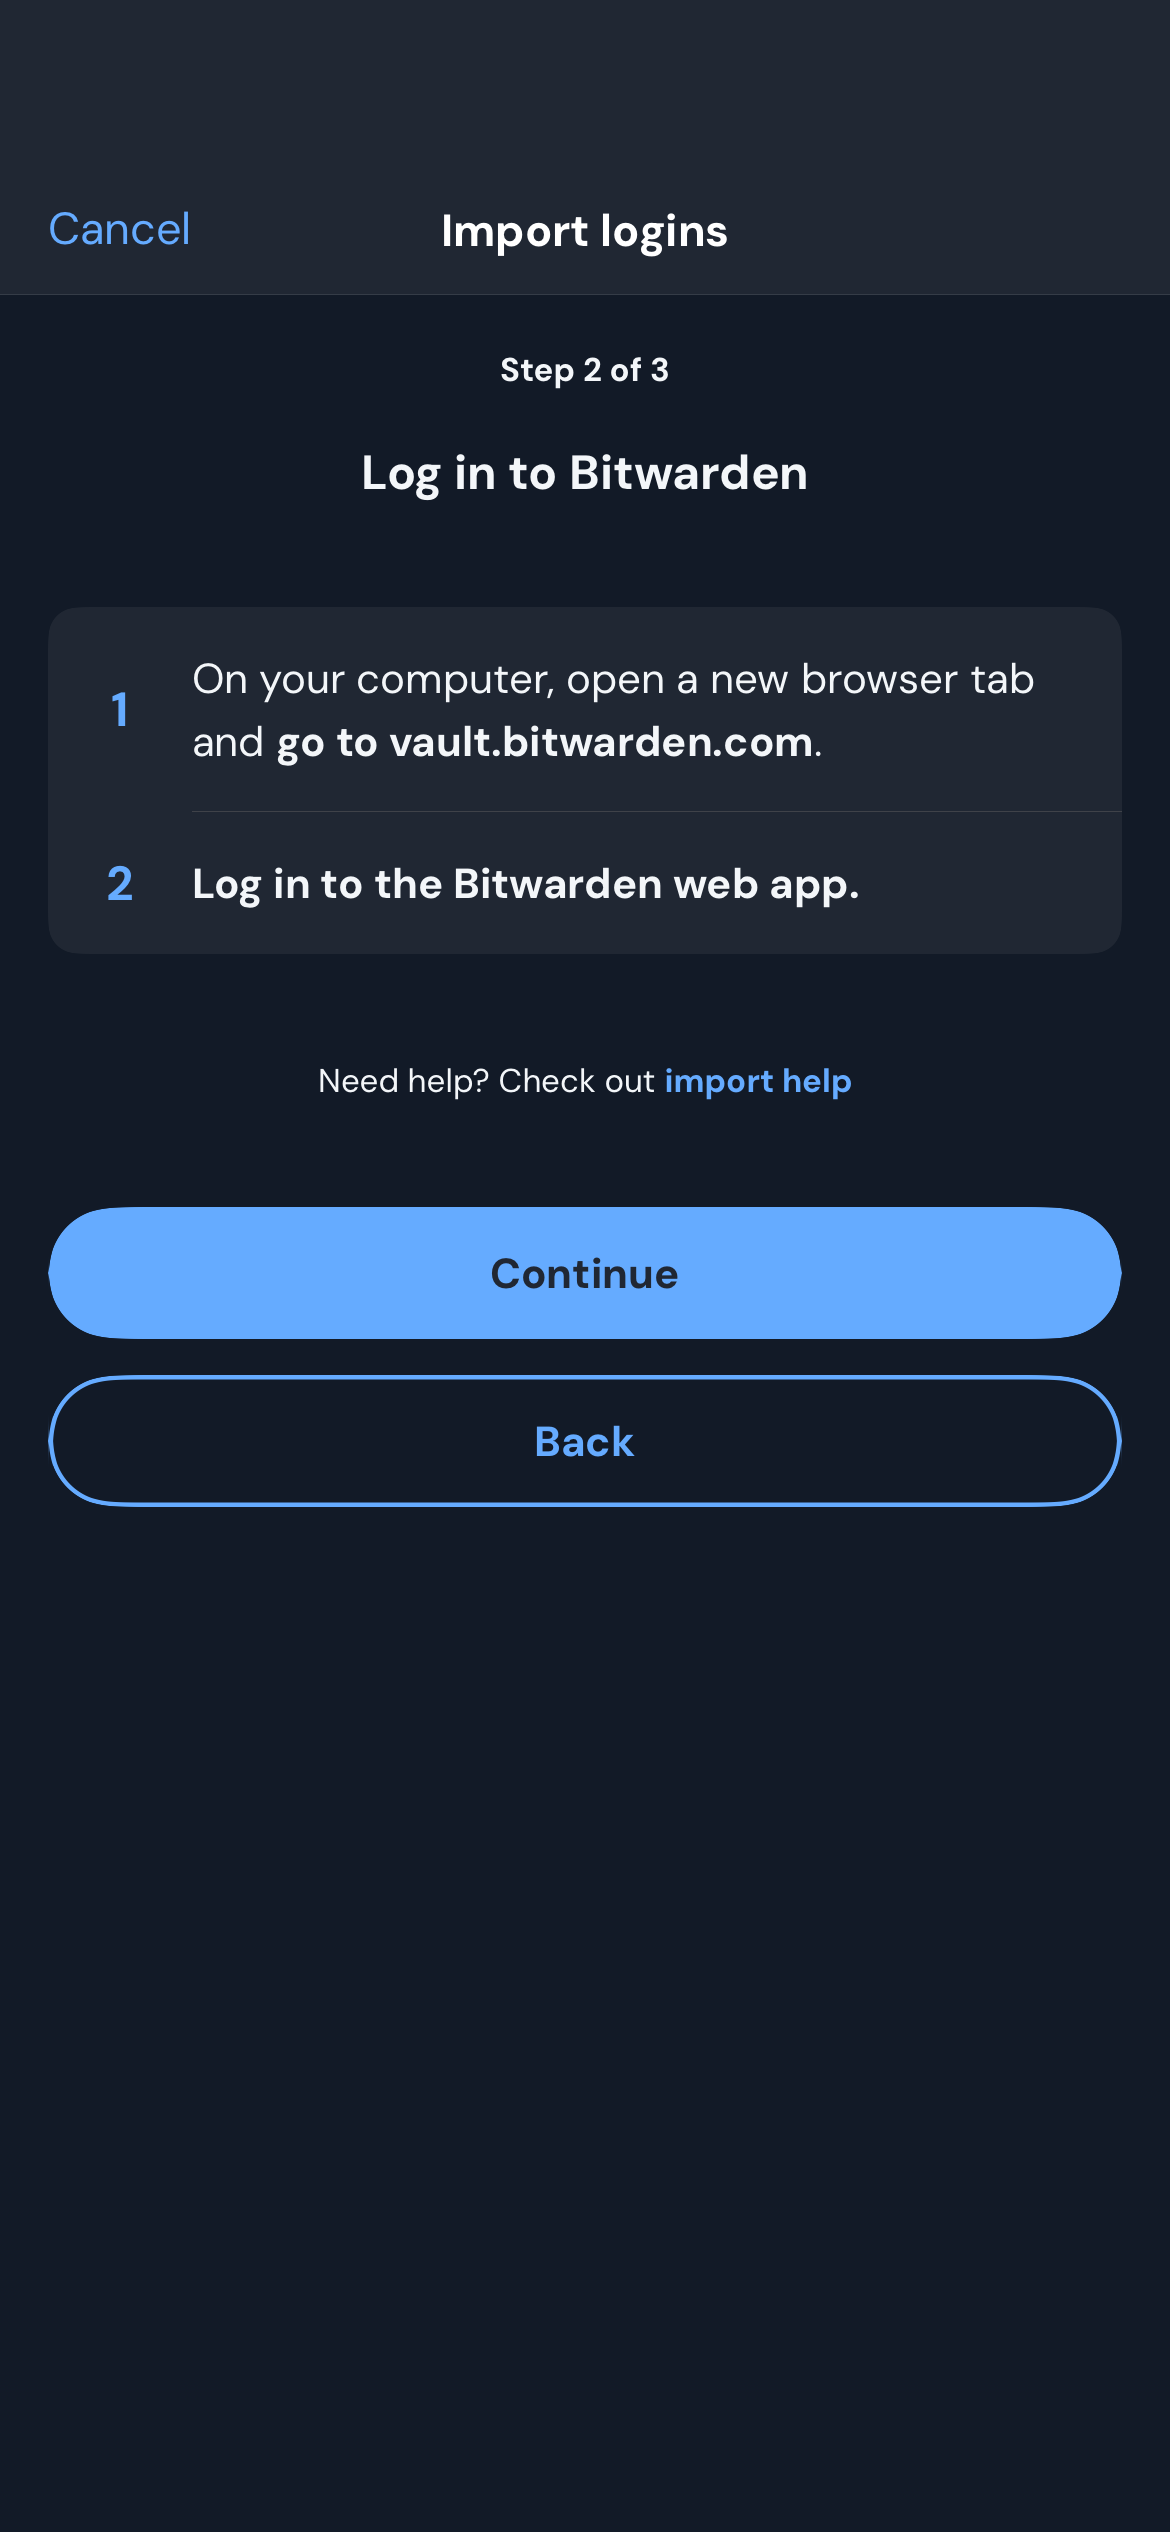 Cancel
Import logins
Step 2 of 3
Log in to Bitwarden
1
On your computer, open a new browser tab
and go to vault.bitwarden.com.
2
Log in to the Bitwarden web app.
Need help? Check out import help
Continue
Back